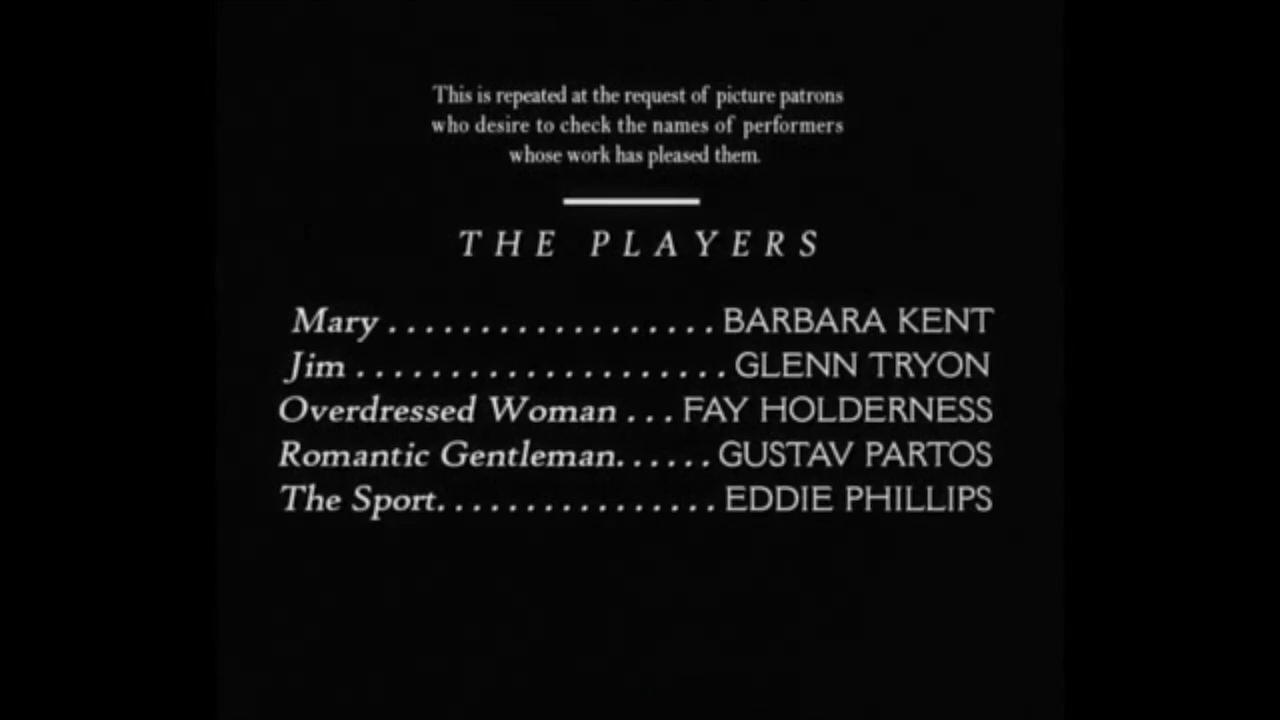 This is repeated at the request of picture patrons
who desire to check the names of performers
whose work has pleased them.
THE PLAYERS
Mary . . . . . . . . . . . . . . . . . . BARBARA KENT
Jim . . . . . . . . . . . . . . . . . . . . GLENN TRYON
Overdressed Woman . . . FAY HOLDERNESS
Romantic Gentleman. . . . . . GUSTAV PARTOS
The Sport. . . . . . . . . . . . . . . . EDDIE PHILLIPS